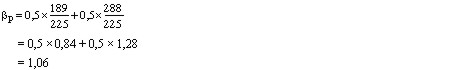 βp = 0,5×189/225+0,5×288/225
= 0,5 ×0,84 + 0,5 × 1,28
= 1,06